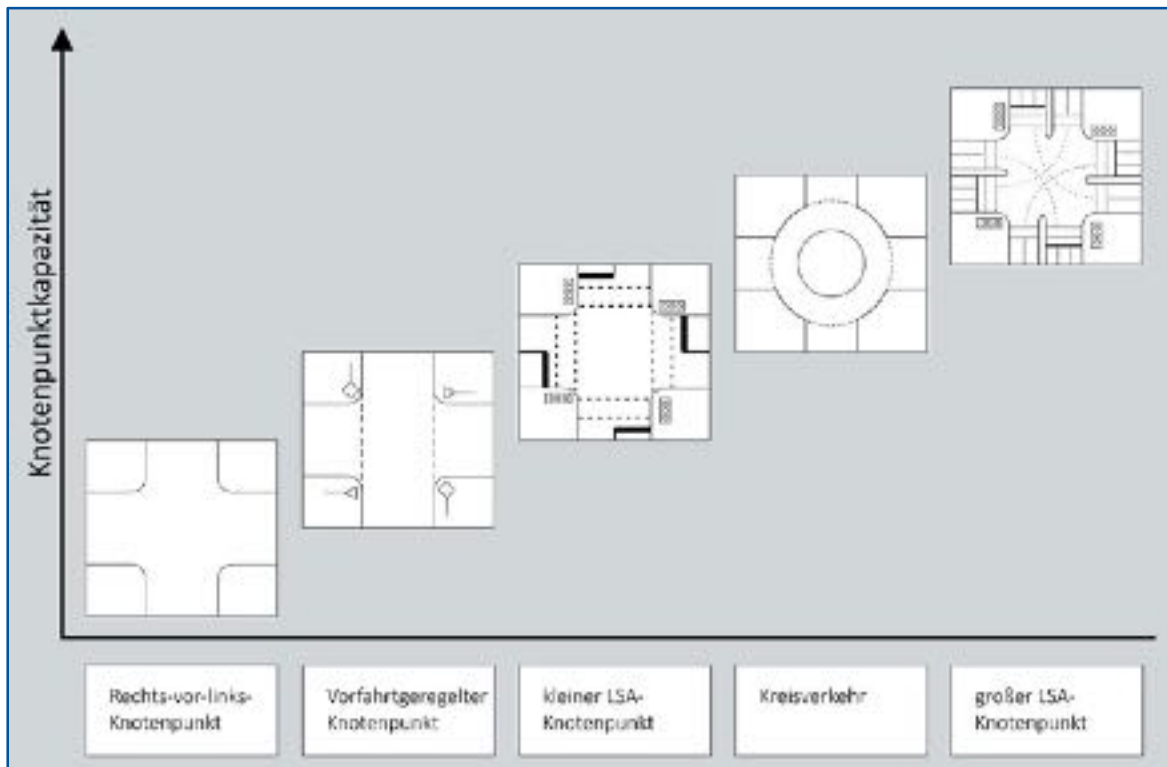 Knotenpunktkapazität
Rechts-vor-links-
Knotenpunkt
Vorfahrtgeregelter
Knotenpunkt
kleiner LSA-
Knotenpunkt
Kreisverkehr
großer LSA-
Knotenpunkt